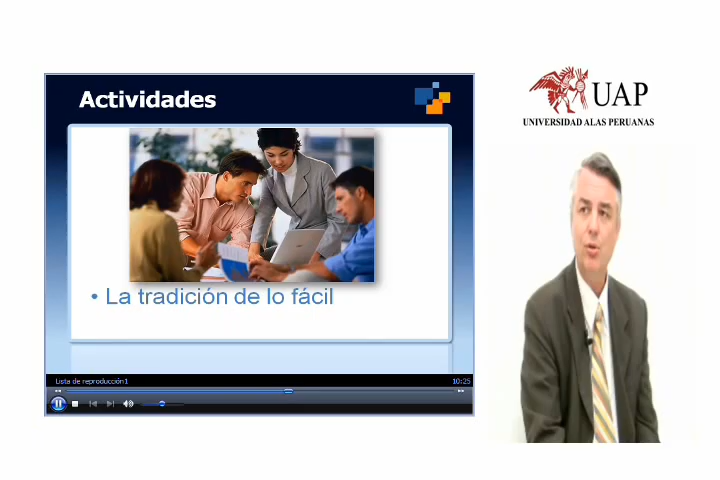 Actividades
• La tradición de lo fácil
Lista de reproducción1
10:25
UAP
UNIVERSIDAD ALAS PERUANAS